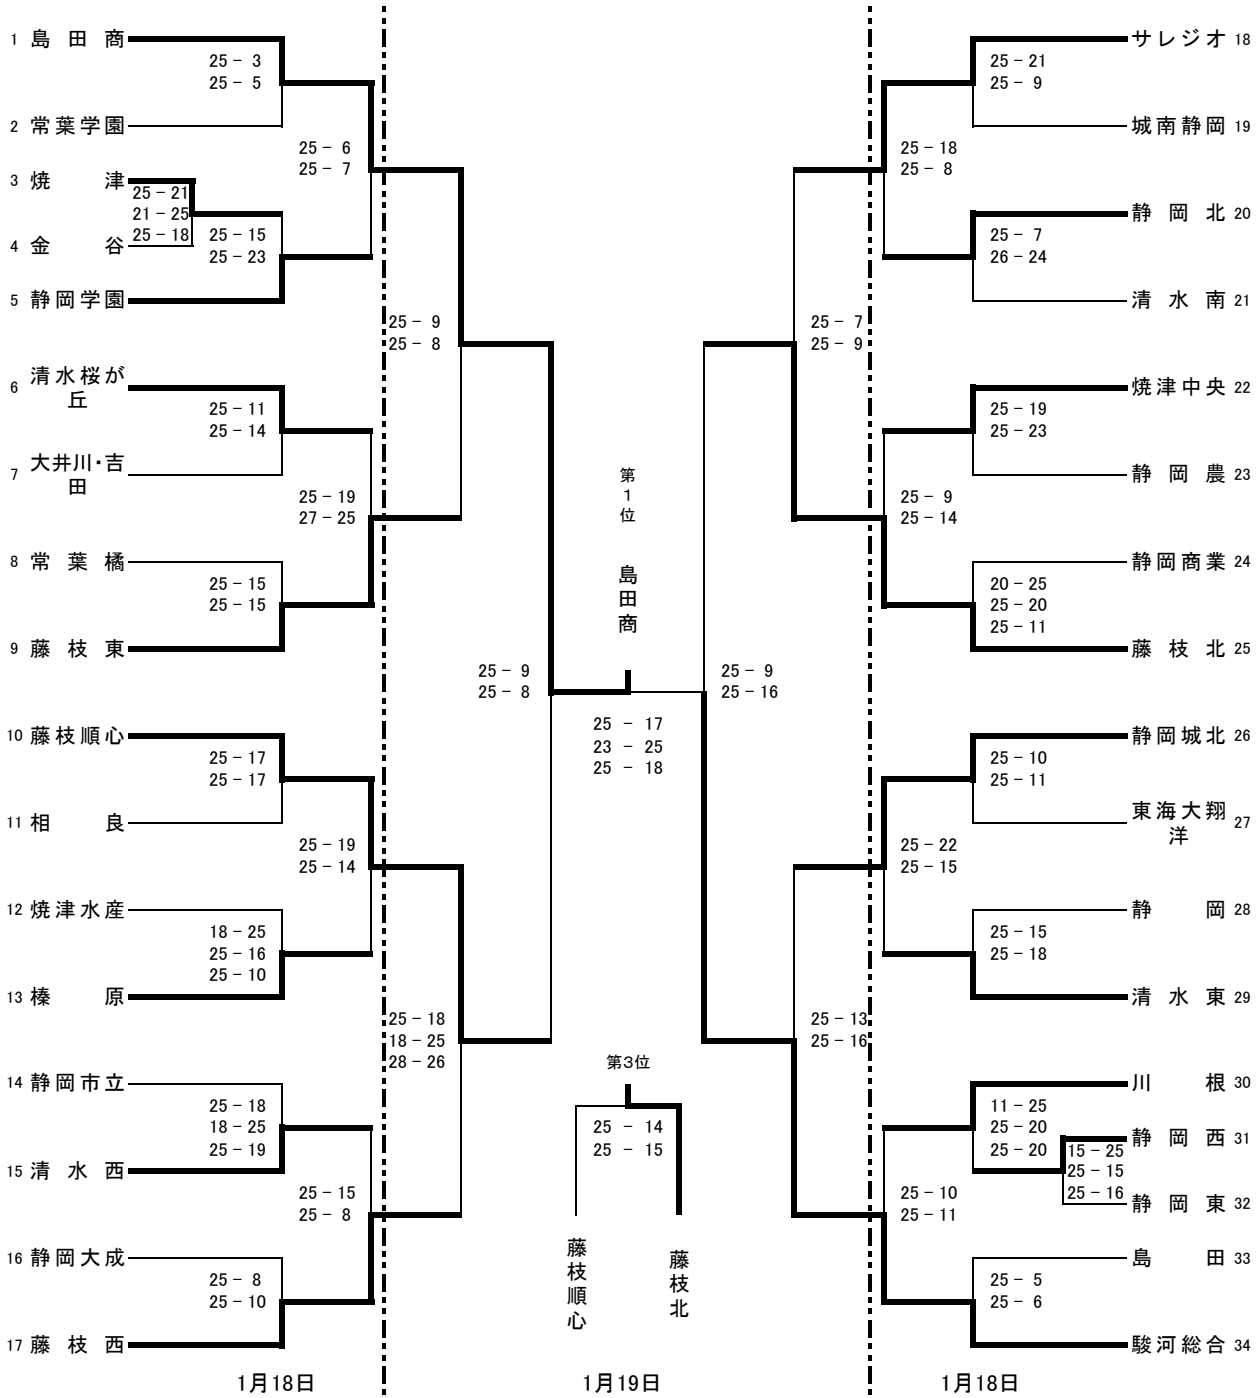 1 島田商
25 - 3
25 - 5
2 常葉学園
25 - 6
25 - 7
3 焼津
25 - 21
21 - 25
25 - 18
4 金谷
25 - 15
25 - 23
5 静岡学園
25 - 9
25 - 8
6 清水桜が
丘
25 - 11
25 - 14
7 大井川・吉
田
25 - 19
27 - 25
8 常葉橘
25 - 15
25 - 15
9 藤枝東
25 - 9
25 - 8
10 藤枝順心
25 - 17
25 - 17
11 相良
25 - 19
25 - 14
12 焼津水産
18 - 25
25 - 16
25 - 10
13 榛原
25 - 18
18 - 25
28 - 26
14 静岡市立
25 - 18
18 - 25
25 - 19
15 清水西
25 - 15
25 - 8
16 静岡大成
25 - 8
25 - 10
17 藤枝西
1月18日
第1位
島田商
25 - 17
23 - 25
25 - 18
第3位
25 - 14
25 - 15
藤枝順心
藤枝北
1月19日
サレジオ 18
25 - 21
25 - 9
城南静岡 19
25 - 18
25 - 8
静岡北 20
25 - 7
26 - 24
清水南 21
25 - 7
25 - 9
焼津中央 22
25 - 19
25 - 23
静岡農 23
25 - 9
25 - 14
静岡商業 24
20 - 25
25 - 20
25 - 11
藤枝北 25
25 - 9
25 - 16
静岡城北 26
25 - 10
25 - 11
東海大翔
洋 27
25 - 22
25 - 15
静岡 28
25 - 15
25 - 18
清水東 29
25 - 13
25 - 16
川根 30
11 - 25
25 - 20
25 - 20
静岡西 31
15 - 25
25 - 15
25 - 16
静岡東 32
25 - 10
25 - 11
島田 33
25 - 5
25 - 6
駿河総合 34
1月18日